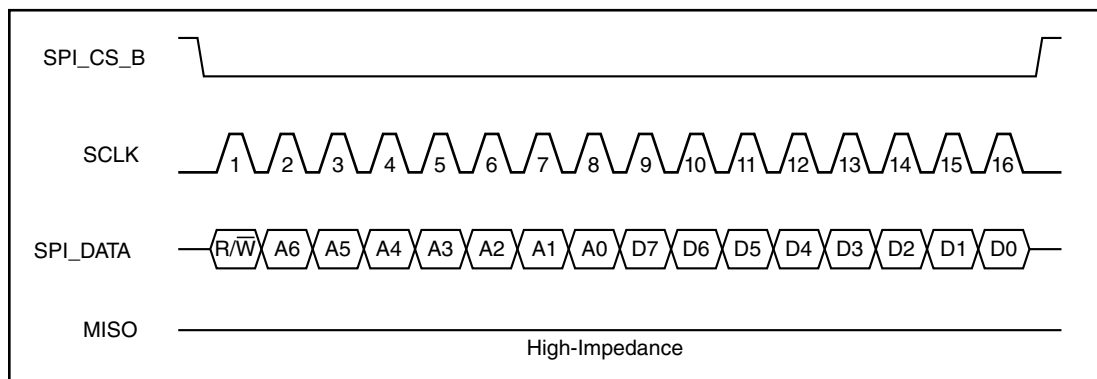 SPI_CS_B
SCLK 1 2 3 4 5 6 7 8 9 10 11 12 13 14 15 16
SPI_DATA R/W̅ A6 A5 A4 A3 A2 A1 A0 D7 D6 D5 D4 D3 D2 D1 D0
MISO
High-Impedance